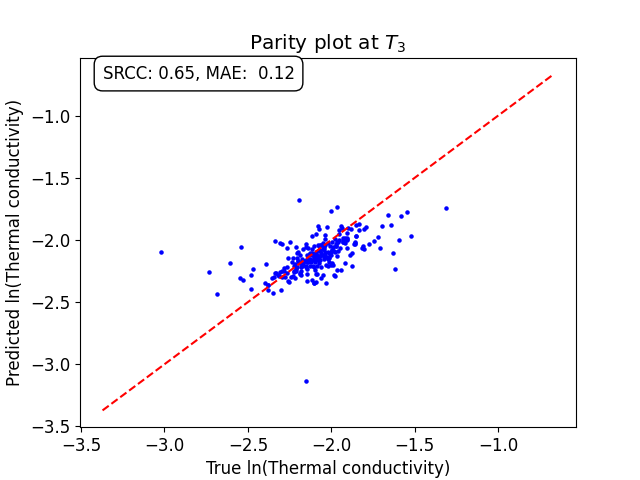 Parity plot at T3
SRCC: 0.65, MAE:  0.12
Predicted ln(Thermal conductivity)
−1.0
−1.5
−2.0
−2.5
−3.0
−3.5
−3.5 −3.0 −2.5 −2.0 −1.5 −1.0
True ln(Thermal conductivity)